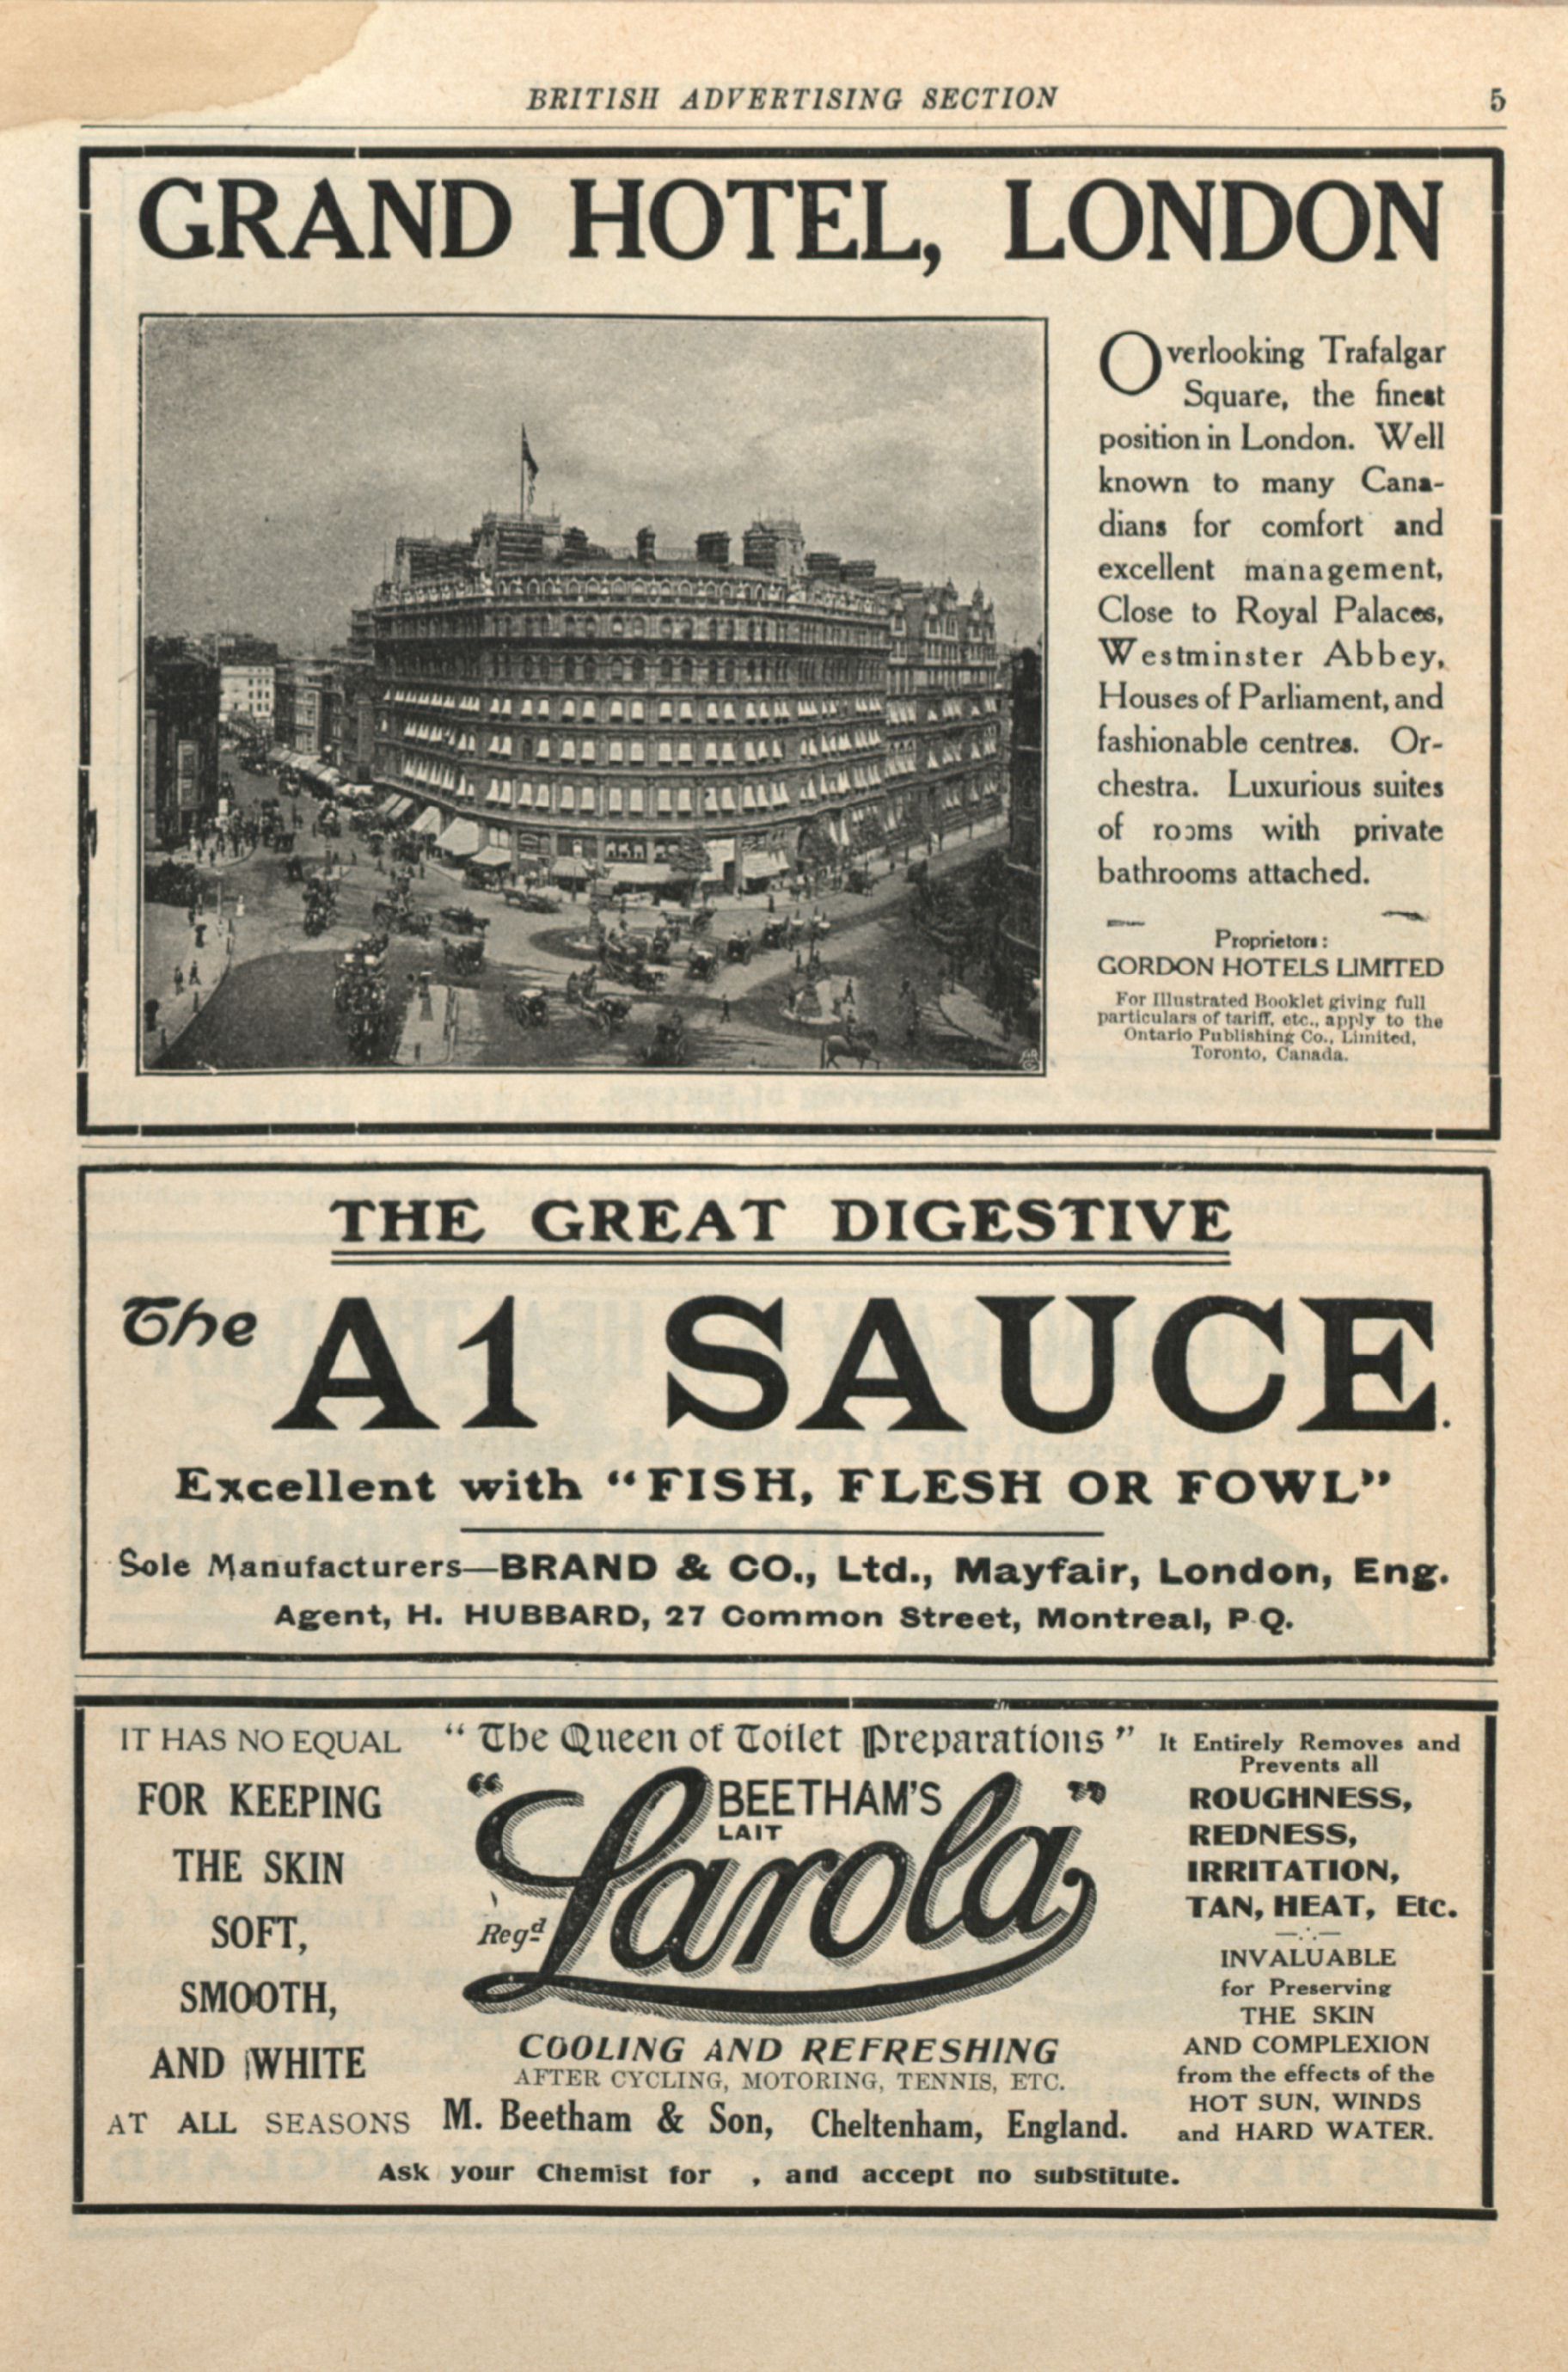 BRITISH ADVERTISING SECTION 5
GRAND HOTEL, LONDON
Overlooking Trafalgar
Square, the finest
position in London. Well
known to many Cana-
dians for comfort and
excellent management,
Close to Royal Palaces,
Westminster Abbey,
Houses of Parliament, and
fashionable centres. Or-
chestra. Luxurious suites
of rooms with private
bathrooms attached.
Proprietors:
GORDON HOTELS LIMITED
For Illustrated Booklet giving full
particulars of tariff, etc., apply to the
Ontario Publishing Co., Limited,
Toronto, Canada.
THE GREAT DIGESTIVE
The A1 SAUCE.
Excellent with "FISH, FLESH OR FOWL"
Sole Manufacturers—BRAND & CO., Ltd., Mayfair, London, Eng.
Agent, H. HUBBARD, 27 Common Street, Montreal, P.Q.
IT HAS NO EQUAL
FOR KEEPING
THE SKIN
SOFT,
SMOOTH,
AND WHITE
AT ALL SEASONS
"The Queen of Toilet Preparations"
BEETHAM'S
LAIT
"Larola"
Regd
COOLING AND REFRESHING
AFTER CYCLING, MOTORING, TENNIS, ETC.
M. Beetham & Son, Cheltenham, England.
It Entirely Removes and
Prevents all
ROUGHNESS,
REDNESS,
IRRITATION,
TAN, HEAT, Etc.
INVALUABLE
for Preserving
THE SKIN
AND COMPLEXION
from the effects of the
HOT SUN, WINDS
and HARD WATER.
Ask your Chemist for , and accept no substitute.